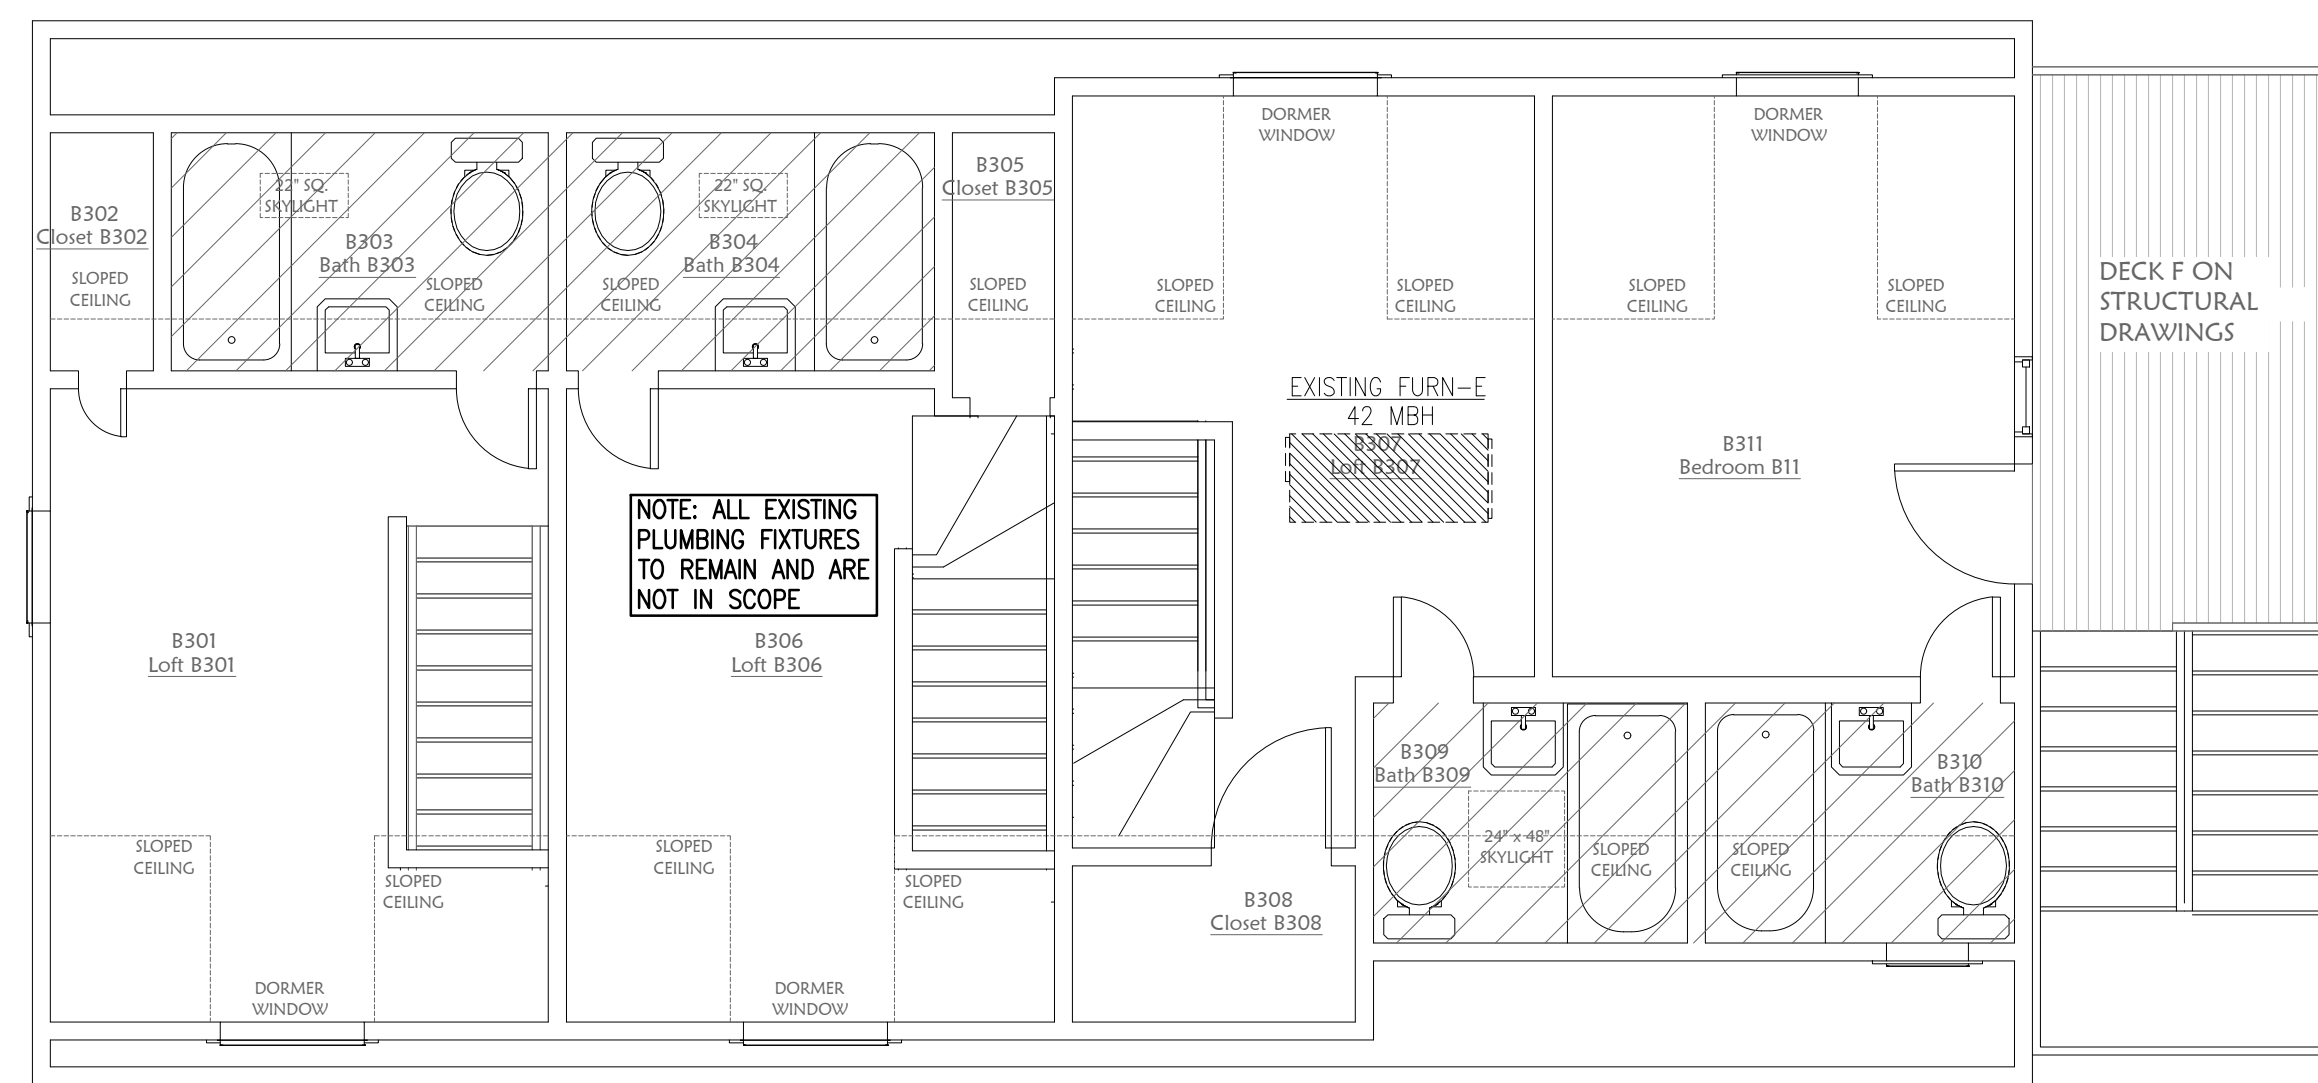 DORMER
WINDOW
DORMER
WINDOW
B302
Closet B302
SLOPED
CEILING
22" SQ.
SKYLIGHT
B303
Bath B303
SLOPED
CEILING
22" SQ.
SKYLIGHT
B304
Bath B304
SLOPED
CEILING
B305
Closet B305
SLOPED
CEILING
SLOPED
CEILING
SLOPED
CEILING
SLOPED
CEILING
SLOPED
CEILING
DECK F ON
STRUCTURAL
DRAWINGS
EXISTING FURN-E
42 MBH
B307
Loft B307
B311
Bedroom B11
NOTE: ALL EXISTING
PLUMBING FIXTURES
TO REMAIN AND ARE
NOT IN SCOPE
B301
Loft B301
B306
Loft B306
B309
Bath B309
B310
Bath B310
24" x 48"
SKYLIGHT
SLOPED
CEILING
SLOPED
CEILING
SLOPED
CEILING
SLOPED
CEILING
SLOPED
CEILING
SLOPED
CEILING
B308
Closet B308
DORMER
WINDOW
DORMER
WINDOW